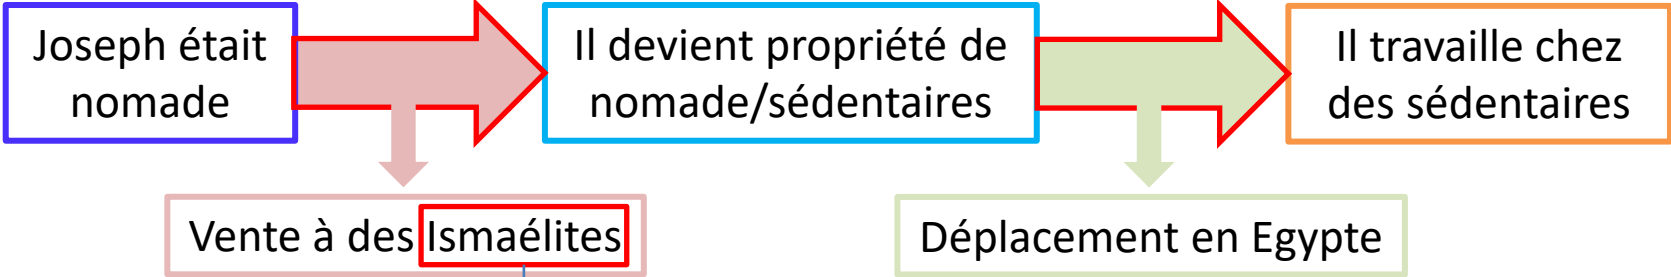 Joseph était
nomade
Il devient propriété de
nomade/sédentaires
Il travaille chez
des sédentaires
Vente à des Ismaélites
Déplacement en Egypte